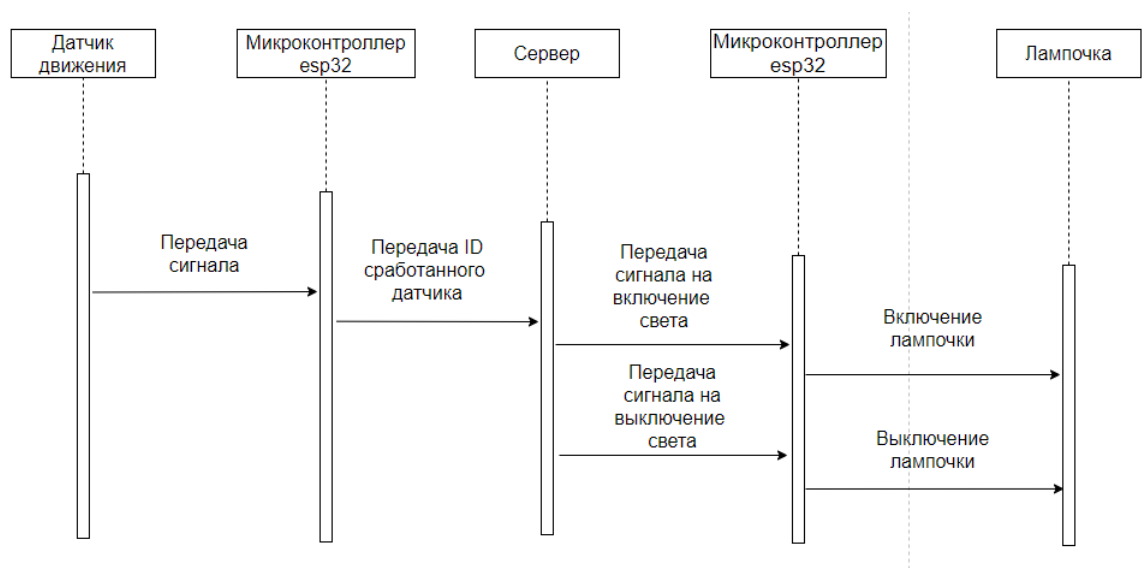 Датчик
движения
Микроконтроллер
esp32
Сервер
Микроконтроллер
esp32
Лампочка
Передача
сигнала
Передача ID
сработанного
датчика
Передача
сигнала на
включение
света
Включение
лампочки
Передача
сигнала на
выключение
света
Выключение
лампочки